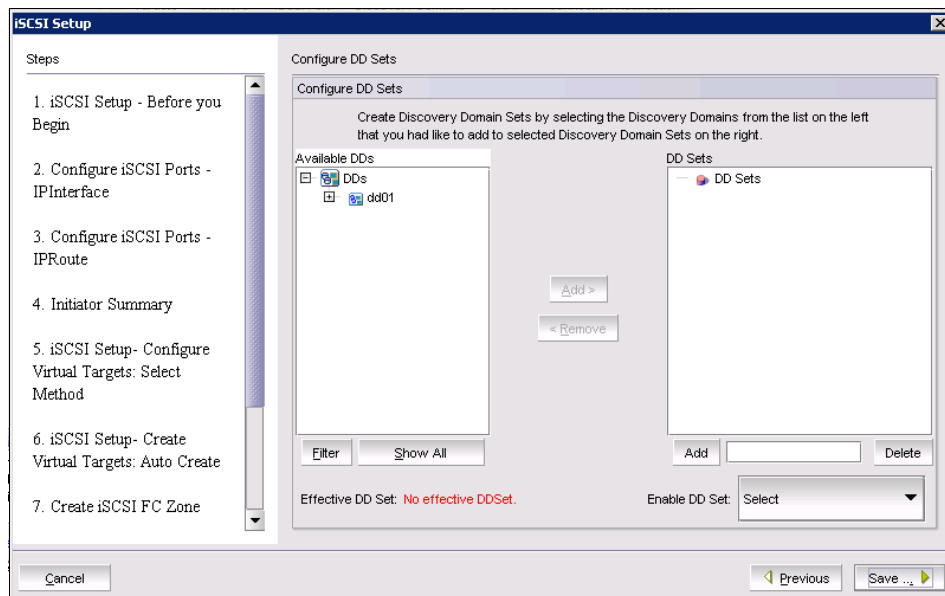 iSCSI Setup
Steps
1. iSCSI Setup - Before you
Begin
2. Configure iSCSI Ports -
IPInterface
3. Configure iSCSI Ports -
IPRoute
4. Initiator Summary
5. iSCSI Setup- Configure
Virtual Targets: Select
Method
6. iSCSI Setup- Create
Virtual Targets: Auto Create
7. Create iSCSI FC Zone
Configure DD Sets
Configure DD Sets
Create Discovery Domain Sets by selecting the Discovery Domains from the list on the left
that you had like to add to selected Discovery Domain Sets on the right.
Available DDs
DDs
dd01
Filter
Show All
Add >
< Remove
DD Sets
DD Sets
Add
Delete
Effective DD Set: No effective DDSet.
Enable DD Set: Select
Cancel
Previous
Save ...